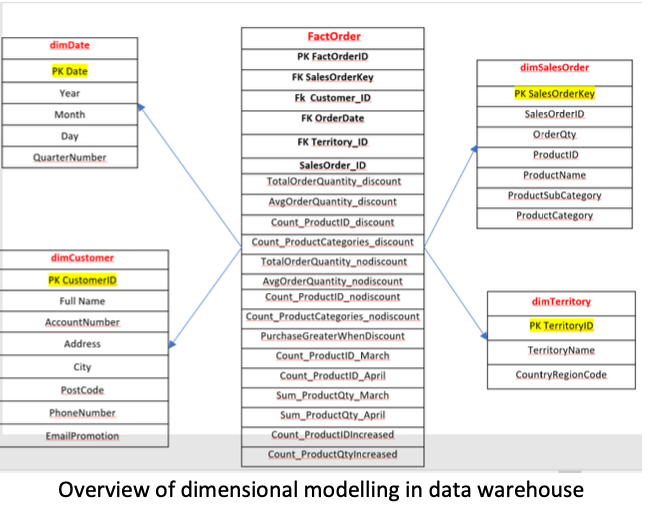 dimDate
PK Date
Year
Month
Day
QuarterNumber
dimCustomer
PK CustomerID
Full Name
AccountNumber
Address
City
PostCode
PhoneNumber
EmailPromotion
FactOrder
PK FactOrderID
FK SalesOrderKey
Fk Customer_ID
FK OrderDate
FK Territory_ID
SalesOrder_ID
TotalOrderQuantity_discount
AvgOrderQuantity_discount
Count_ProductID_discount
Count_ProductCategories_discount
TotalOrderQuantity_nodiscount
AvgOrderQuantity_nodiscount
Count_ProductID_nodiscount
Count_ProductCategories_nodiscount
PurchaseGreaterWhenDiscount
Count_ProductID_March
Count_ProductID_April
Sum_ProductQty_March
Sum_ProductQty_April
Count_ProductIDIncreased
Count_ProductQtyIncreased
dimSalesOrder
PK SalesOrderKey
SalesOrderID
OrderQty
ProductID
ProductName
ProductSubCategory
ProductCategory
dimTerritory
PK TerritoryID
TerritoryName
CountryRegionCode
Overview of dimensional modelling in data warehouse